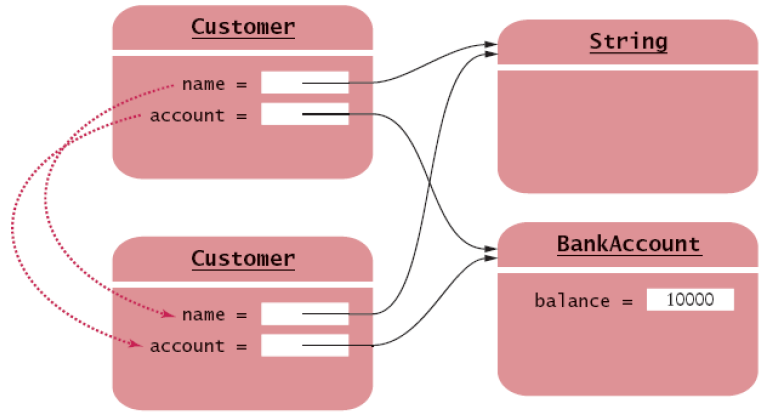 Customer
name =
account =
String
Customer
name =
account =
BankAccount
balance = 10000